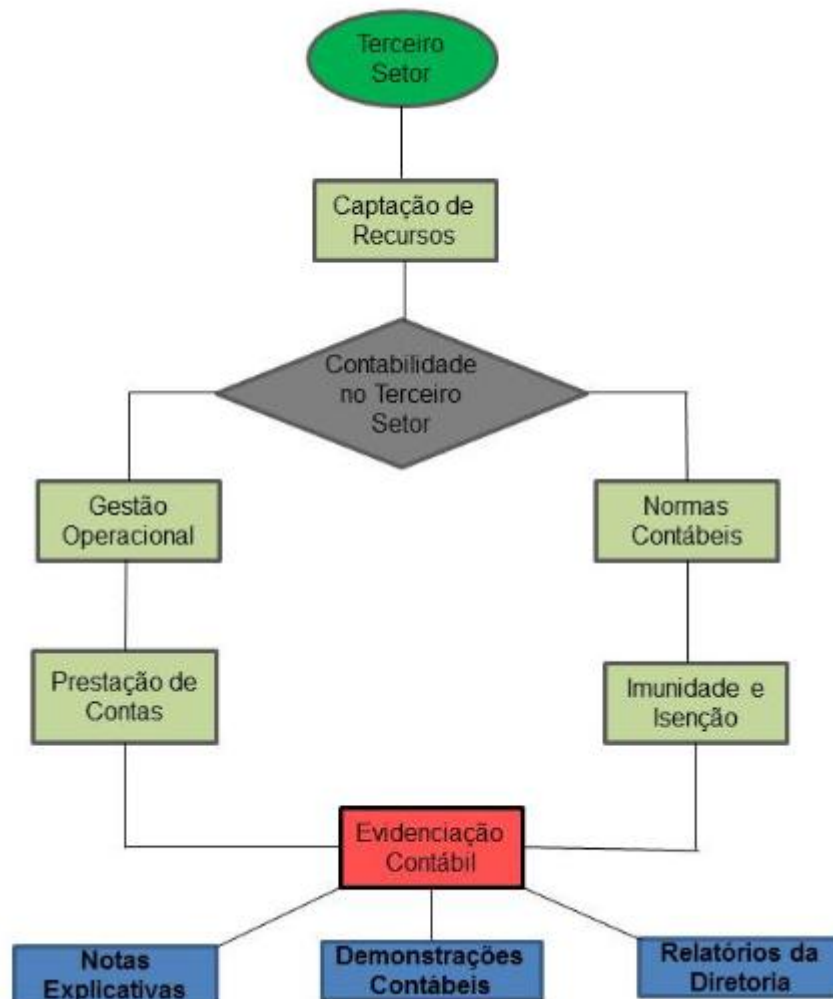 Terceiro
Setor
Captação de
Recursos
Contabilidade
no Terceiro
Setor
Gestão
Operacional
Normas
Contábeis
Prestação de
Contas
Imunidade e
Isenção
Evidenciação
Contábil
Notas
Explicativas
Demonstrações
Contábeis
Relatórios da
Diretoria